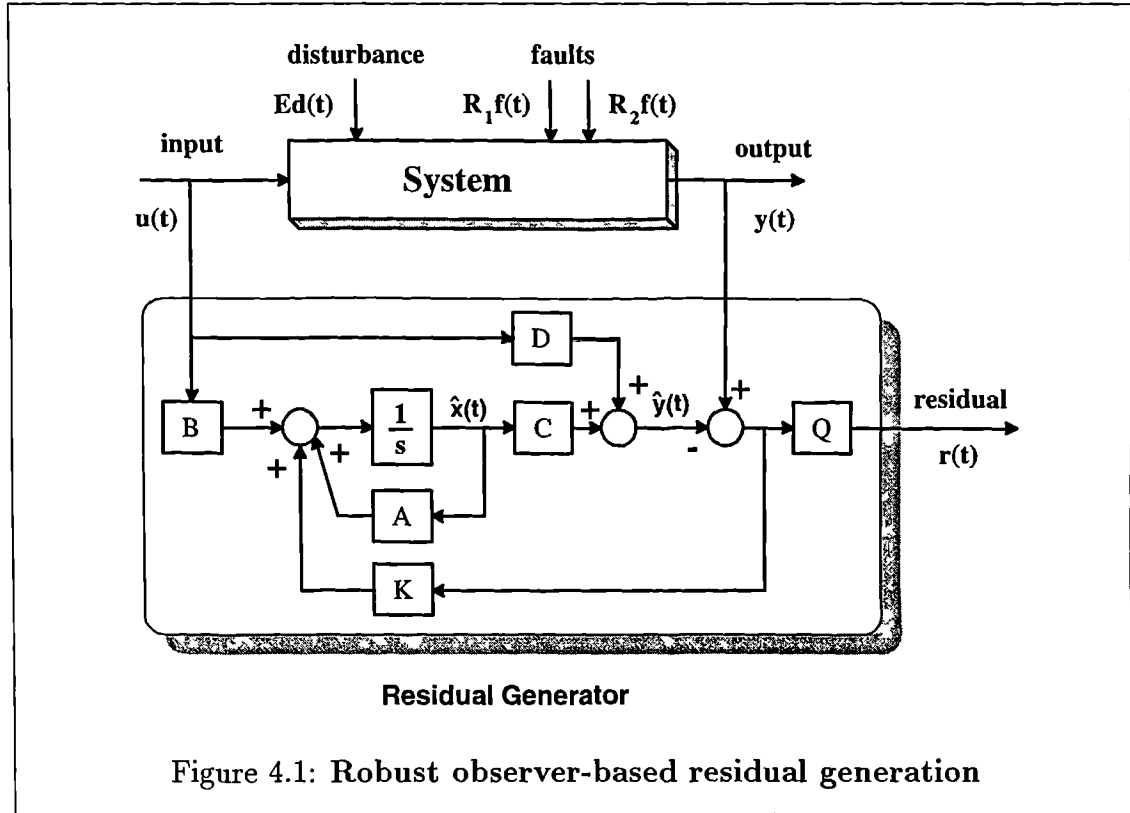 disturbance faults
Ed(t) R₁f(t) R₂f(t)
input output
System
u(t) y(t)
D
+ + +
B + x̂(t) C + ŷ(t) Q residual
1
s
+ + - r(t)
A
K
Residual Generator
Figure 4.1: Robust observer-based residual generation